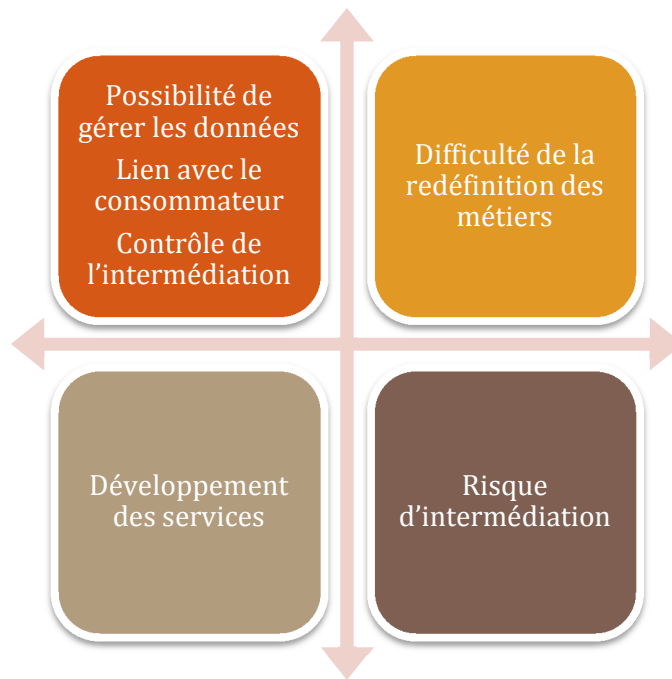 Possibilité de
gérer les données
Lien avec le
consommateur
Contrôle de
l’intermédiation
Difficulté de la
redéfinition des
métiers
Développement
des services
Risque
d’intermédiation